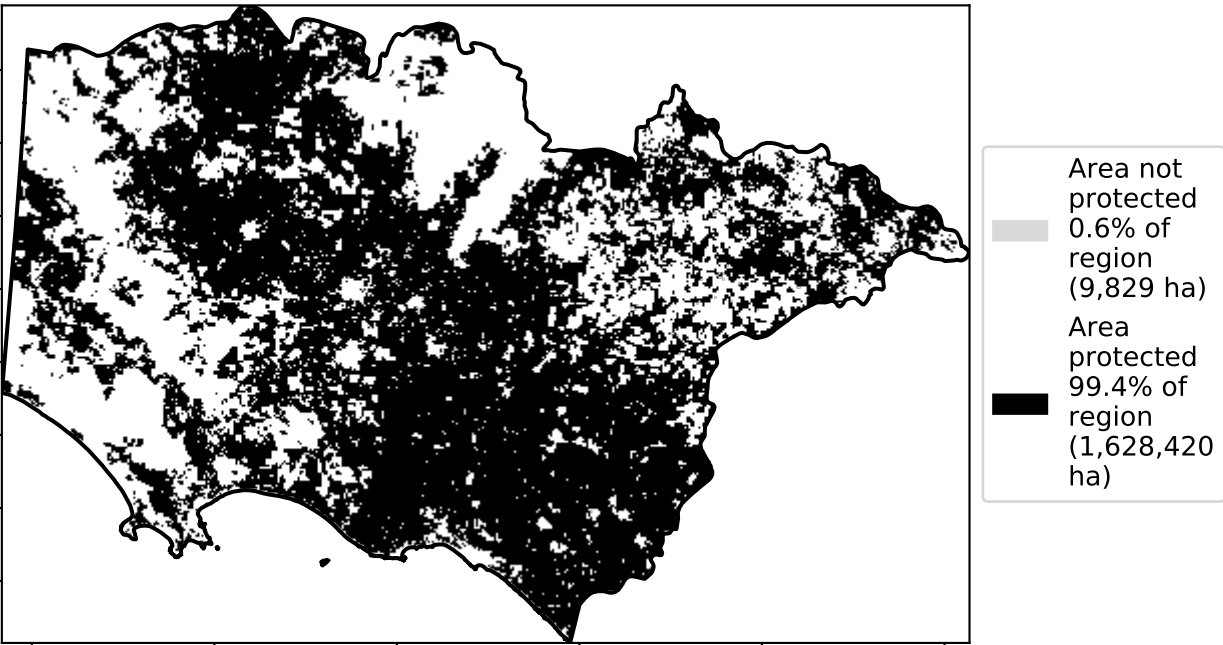 Area not
protected
0.6% of
region
(9,829 ha)
Area
protected
99.4% of
region
(1,628,420
ha)